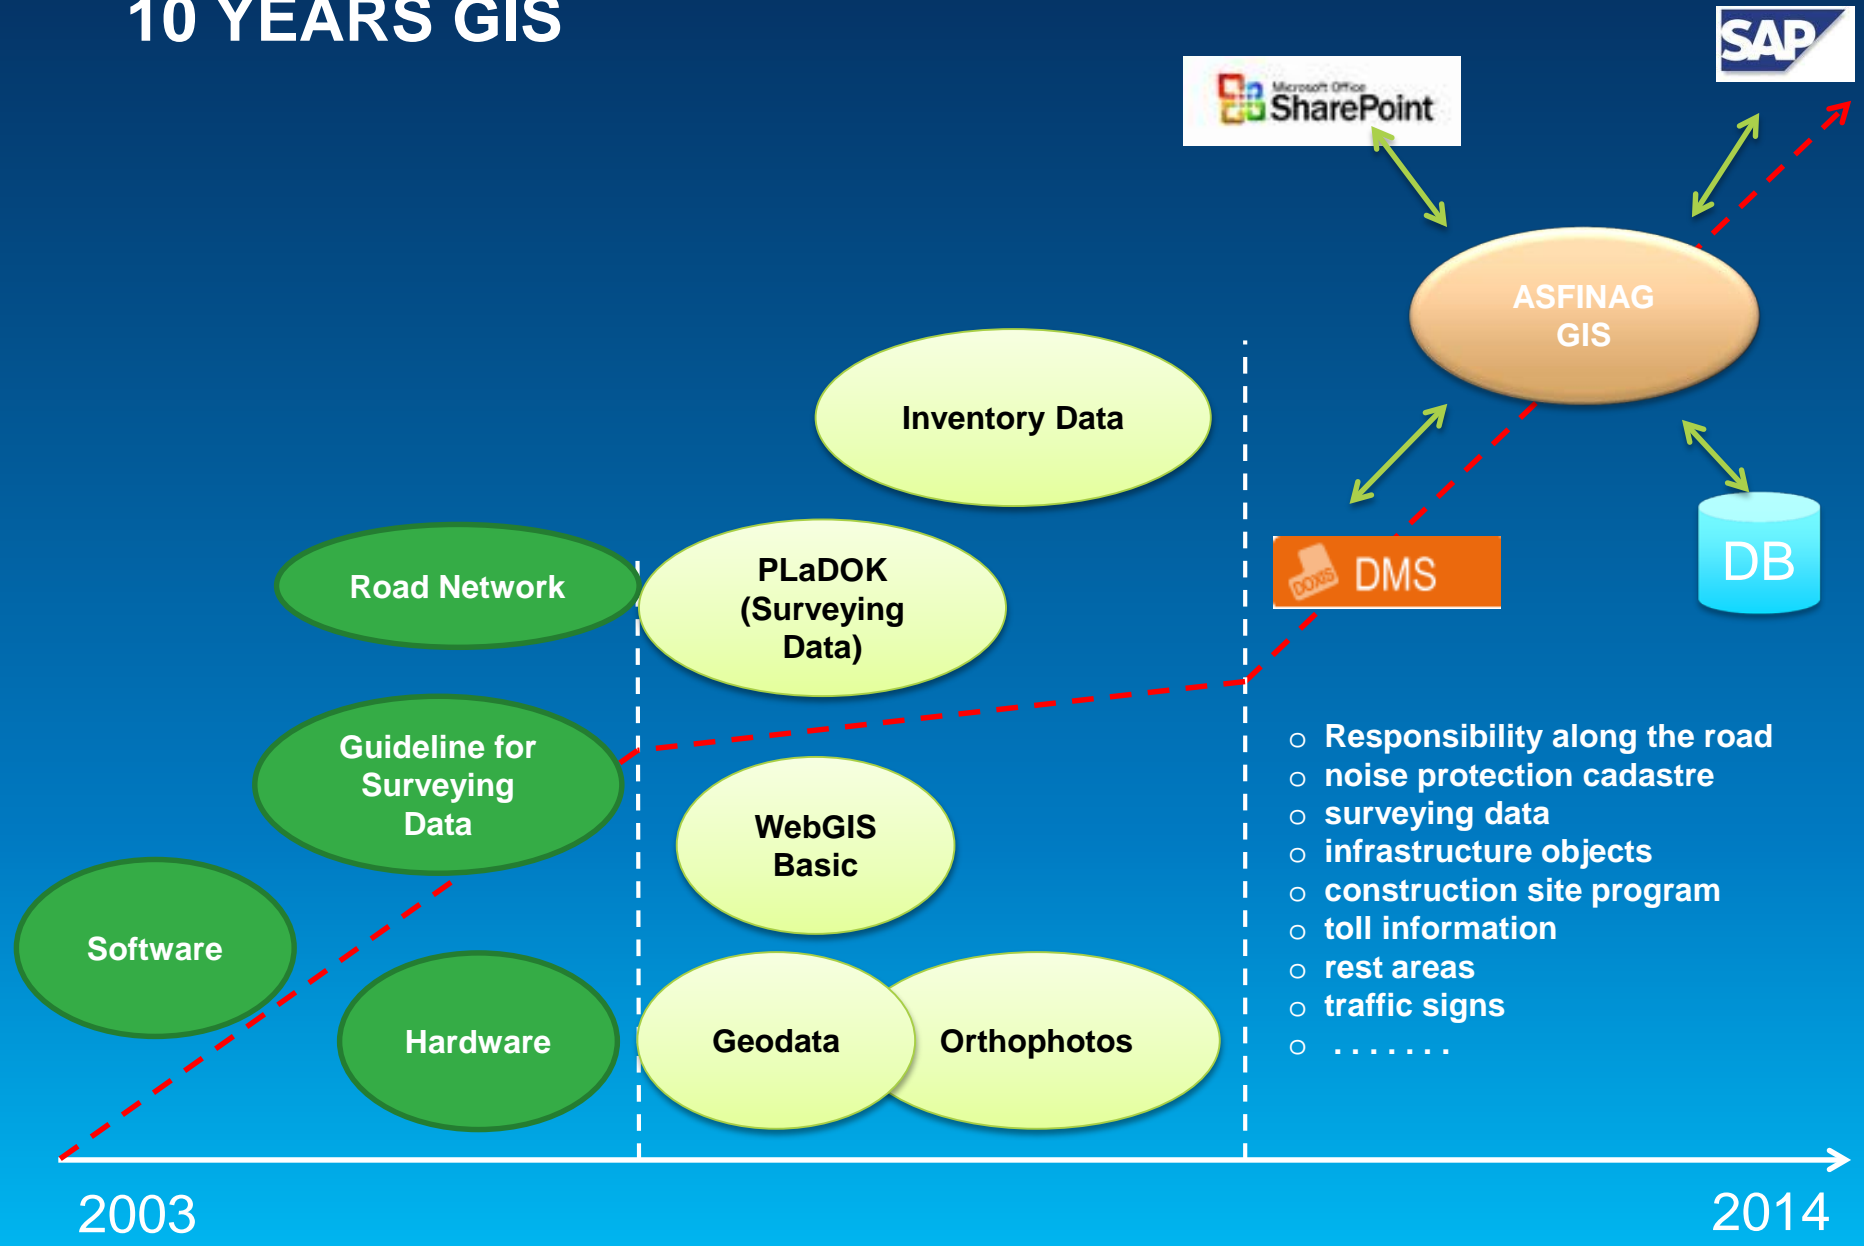 10 YEARS GIS
SAP
Microsoft Office
SharePoint
ASFINAG
GIS
Inventory Data
Road Network
PLaDOK
(Surveying
Data)
DOXIS
DMS
DB
Guideline for
Surveying
Data
WebGIS
Basic
Software
Hardware
Geodata
Orthophotos
o Responsibility along the road
o noise protection cadastre
o surveying data
o infrastructure objects
o construction site program
o toll information
o rest areas
o traffic signs
o . . . . . . .
2003
2014